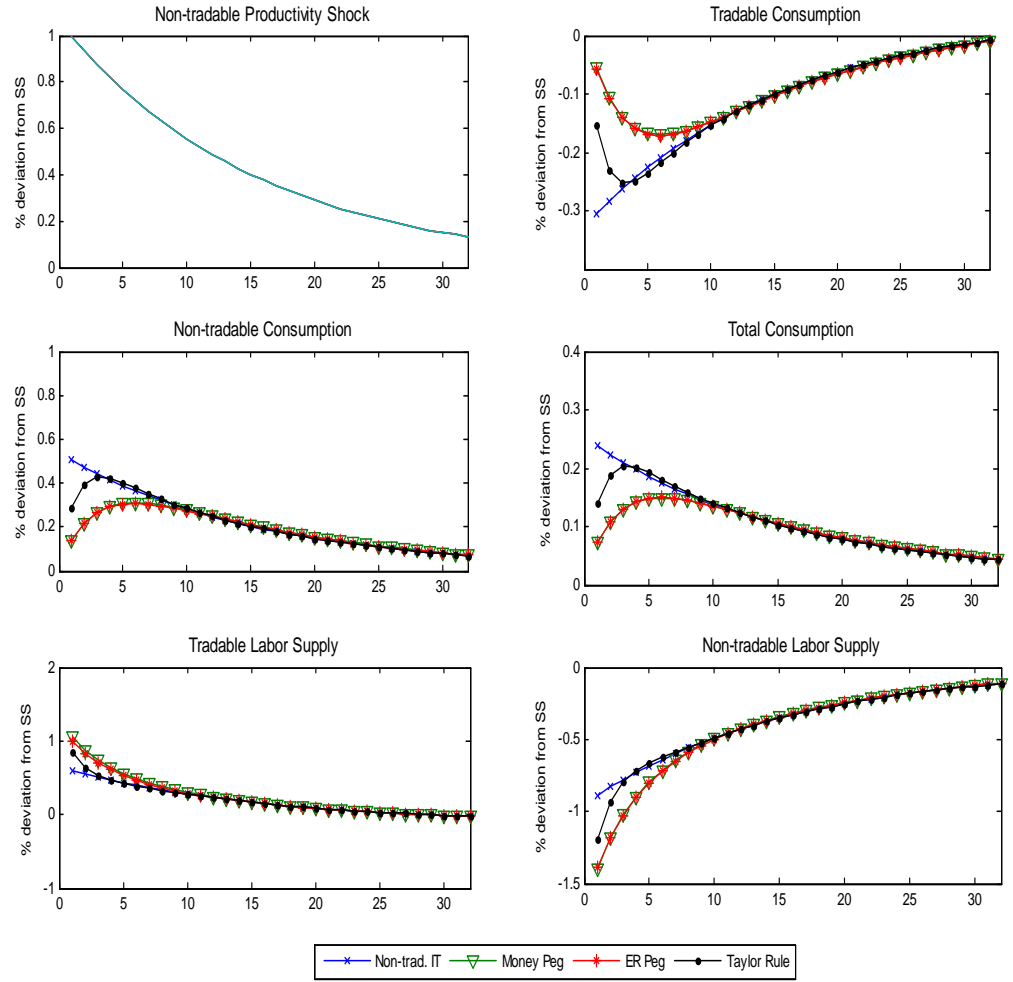 Non-tradable Productivity Shock
% deviation from SS
1
0.8
0.6
0.4
0.2
0
0 5 10 15 20 25 30
Tradable Consumption
% deviation from SS
0
-0.1
-0.2
-0.3
0 5 10 15 20 25 30
Non-tradable Consumption
% deviation from SS
1
0.8
0.6
0.4
0.2
0
0 5 10 15 20 25 30
Total Consumption
% deviation from SS
0.4
0.3
0.2
0.1
0
0 5 10 15 20 25 30
Tradable Labor Supply
% deviation from SS
2
1
0
-1
0 5 10 15 20 25 30
Non-tradable Labor Supply
% deviation from SS
0
-0.5
-1
-1.5
0 5 10 15 20 25 30
Non-trad. IT Money Peg ER Peg Taylor Rule